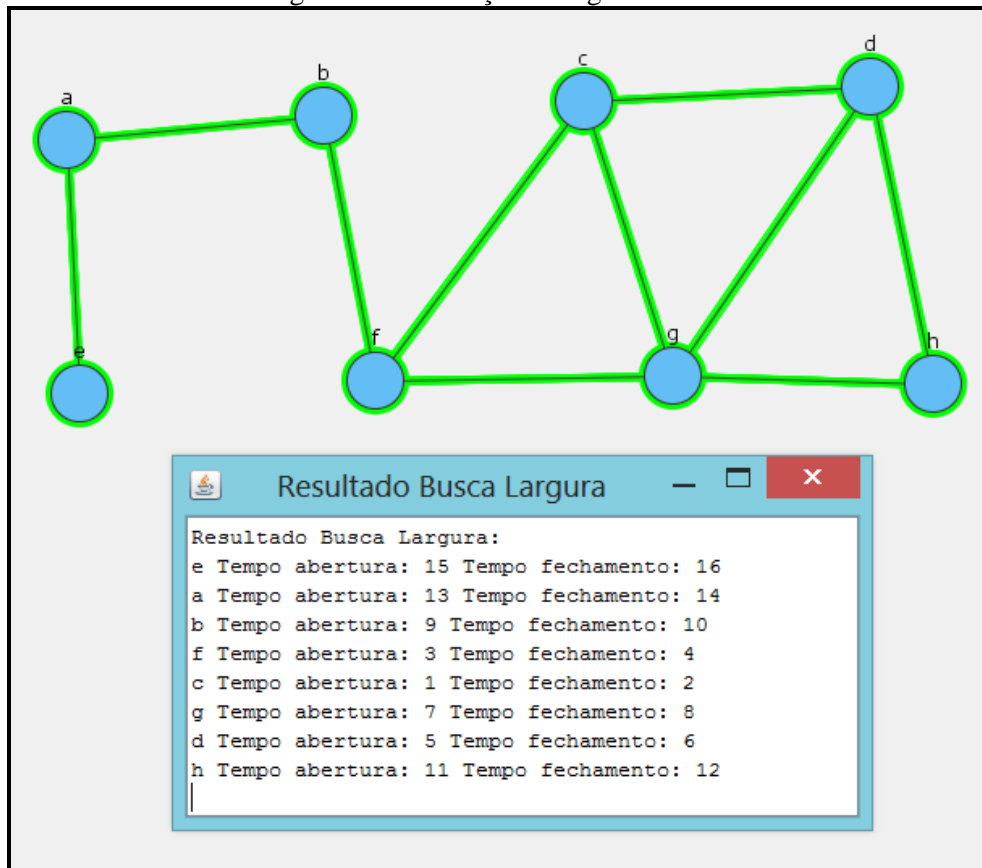 b
c
d
a
e
f
g
h
Resultado Busca Largura
Resultado Busca Largura:
e Tempo abertura: 15 Tempo fechamento: 16
a Tempo abertura: 13 Tempo fechamento: 14
b Tempo abertura: 9 Tempo fechamento: 10
f Tempo abertura: 3 Tempo fechamento: 4
c Tempo abertura: 1 Tempo fechamento: 2
g Tempo abertura: 7 Tempo fechamento: 8
d Tempo abertura: 5 Tempo fechamento: 6
h Tempo abertura: 11 Tempo fechamento: 12